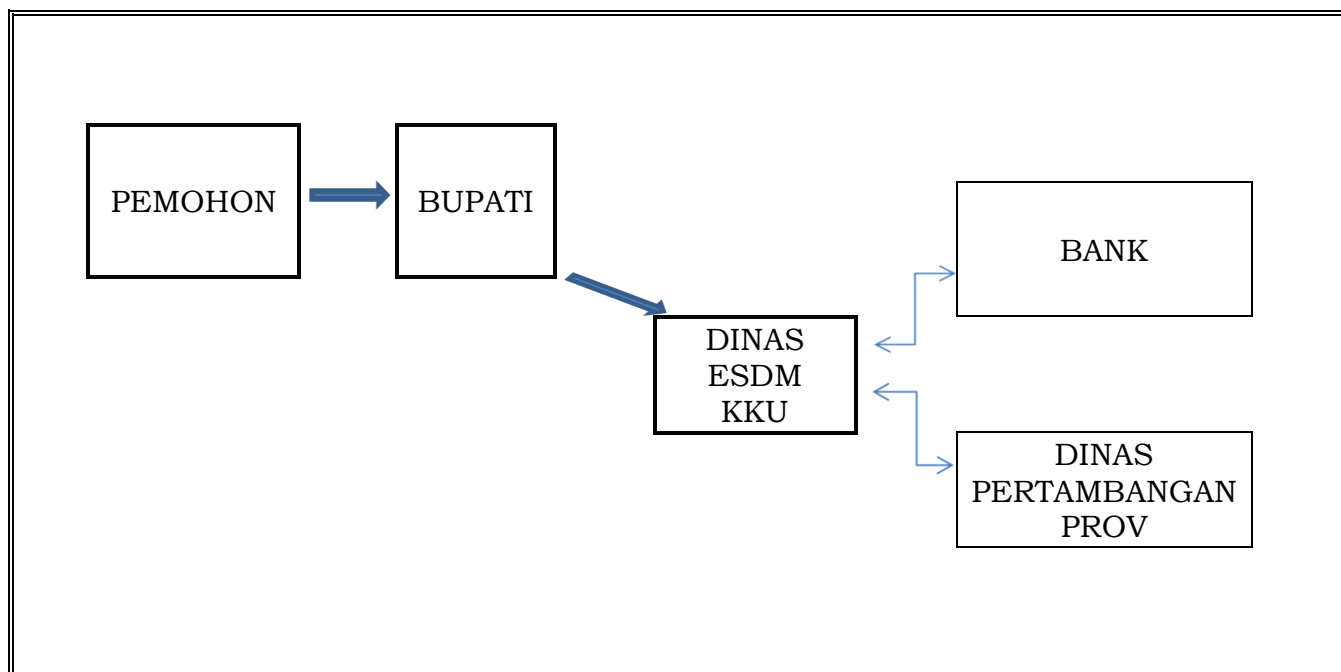 PEMOHON
BUPATI
BANK
DINAS
ESDM
KKU
DINAS
PERTAMBANGAN
PROV